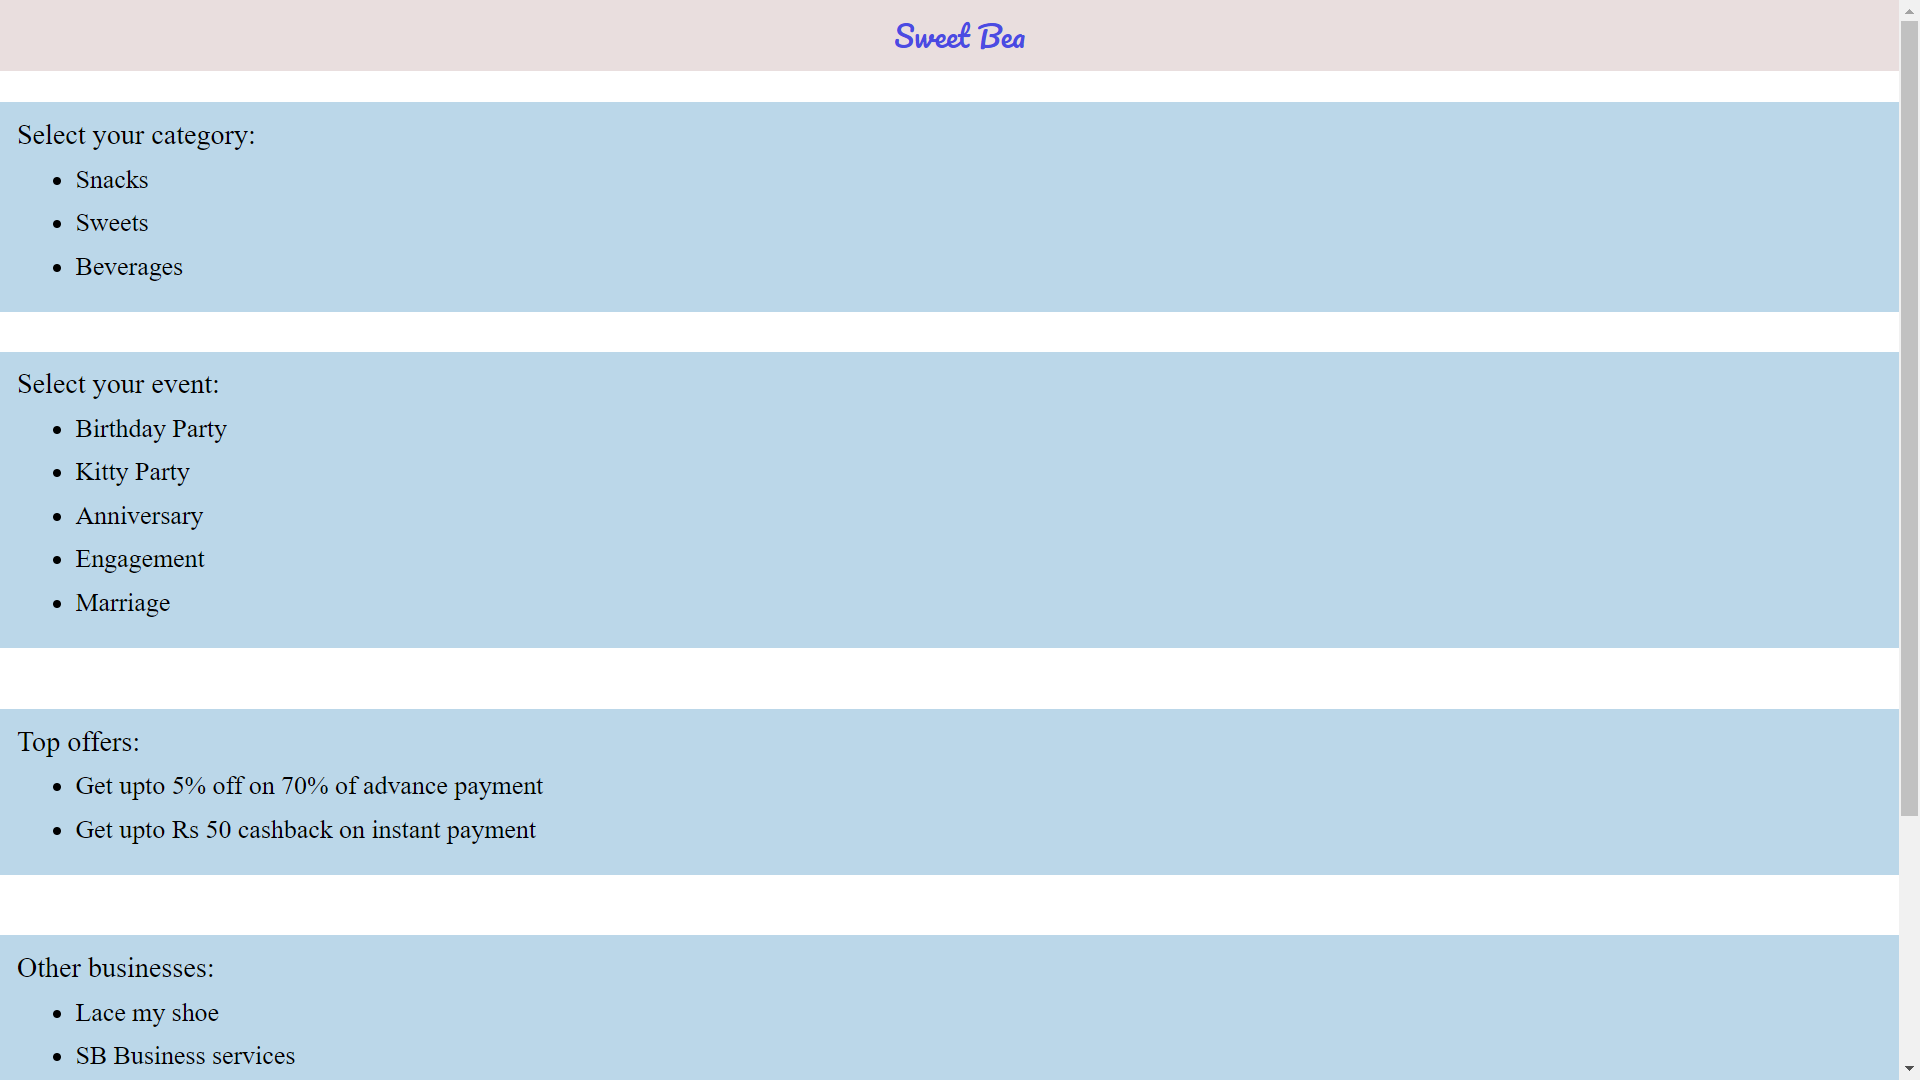 Sweet Bea
Select your category:
Snacks
Sweets
Beverages
Select your event:
Birthday Party
Kitty Party
Anniversary
Engagement
Marriage
Top offers:
Get upto 5% off on 70% of advance payment
Get upto Rs 50 cashback on instant payment
Other businesses:
Lace my shoe
SB Business services